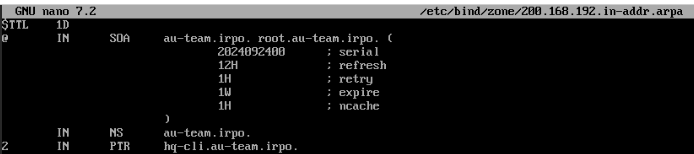 GNU nano 7.2 /etc/bind/zone/200.168.192.in-addr.arpa
$TTL 1D
@ IN SOA au-team.irpo. root.au-team.irpo. (
2024092400 ; serial
12H ; refresh
1H ; retry
1W ; expire
1H ; ncache
)
IN NS au-team.irpo.
2 IN PTR hq-cli.au-team.irpo.